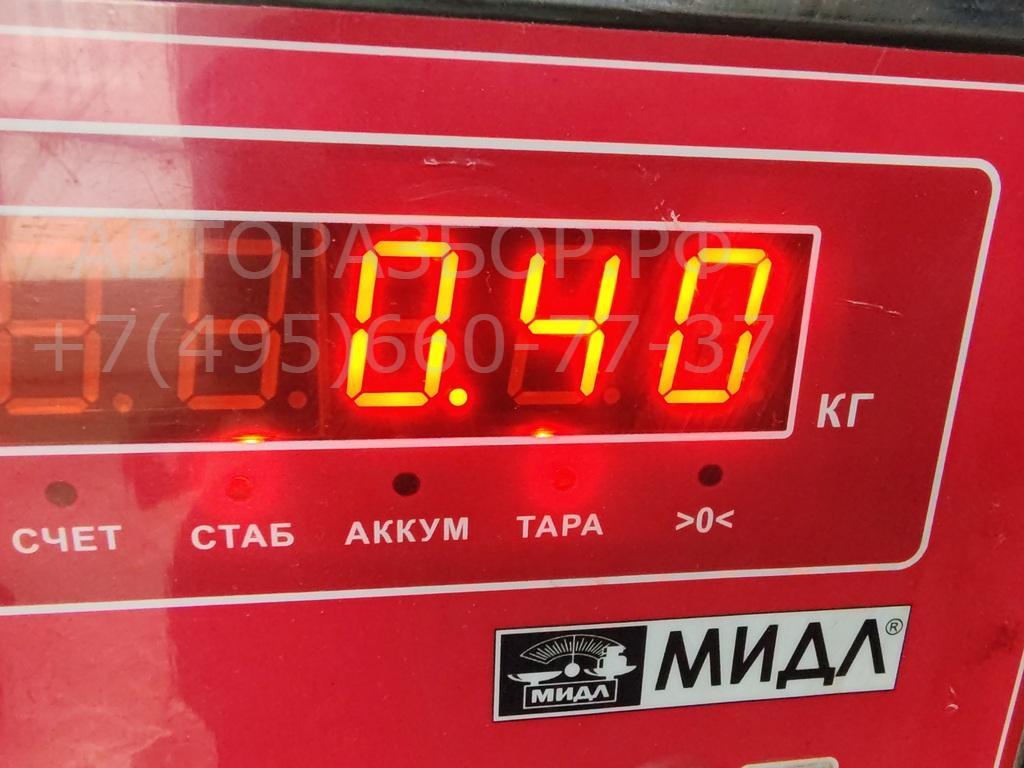 АВТОРАЗБОР.РФ
+7(495)660-77-37
0.40
КГ
СЧЕТ СТАБ АККУМ ТАРА >0<
МИДЛ МИДЛ®